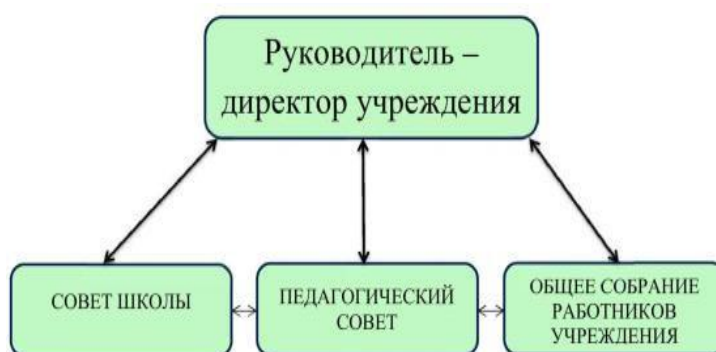 Руководитель –
директор учреждения
СОВЕТ ШКОЛЫ
ПЕДАГОГИЧЕСКИЙ
СОВЕТ
ОБЩЕЕ СОБРАНИЕ
РАБОТНИКОВ
УЧРЕЖДЕНИЯ